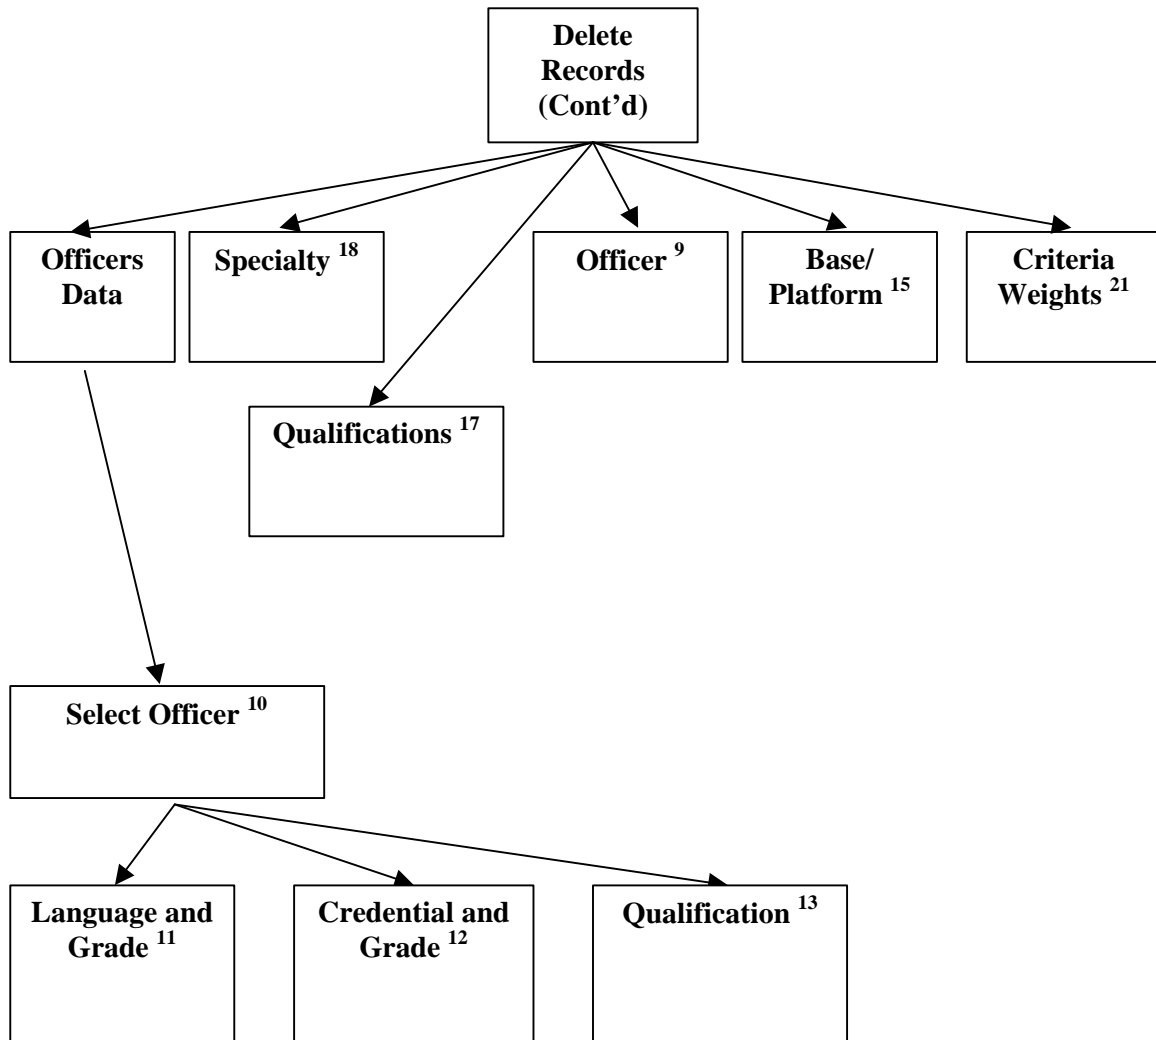 Delete
Records
(Cont’d)
Officers
Data
Specialty 18
Officer 9
Base/
Platform 15
Criteria
Weights 21
Qualifications 17
Select Officer 10
Language and
Grade 11
Credential and
Grade 12
Qualification 13